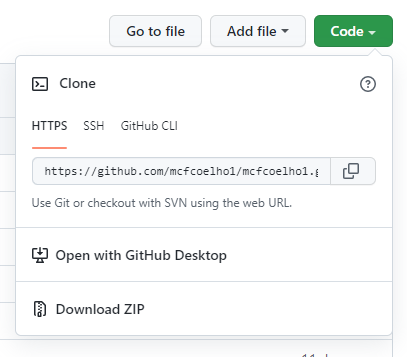 Go to file
Add file
Code
Clone
HTTPS
SSH
GitHub CLI
https://github.com/mcfcoelho1/mcfcoelho1.g
Use Git or checkout with SVN using the web URL.
Open with GitHub Desktop
Download ZIP